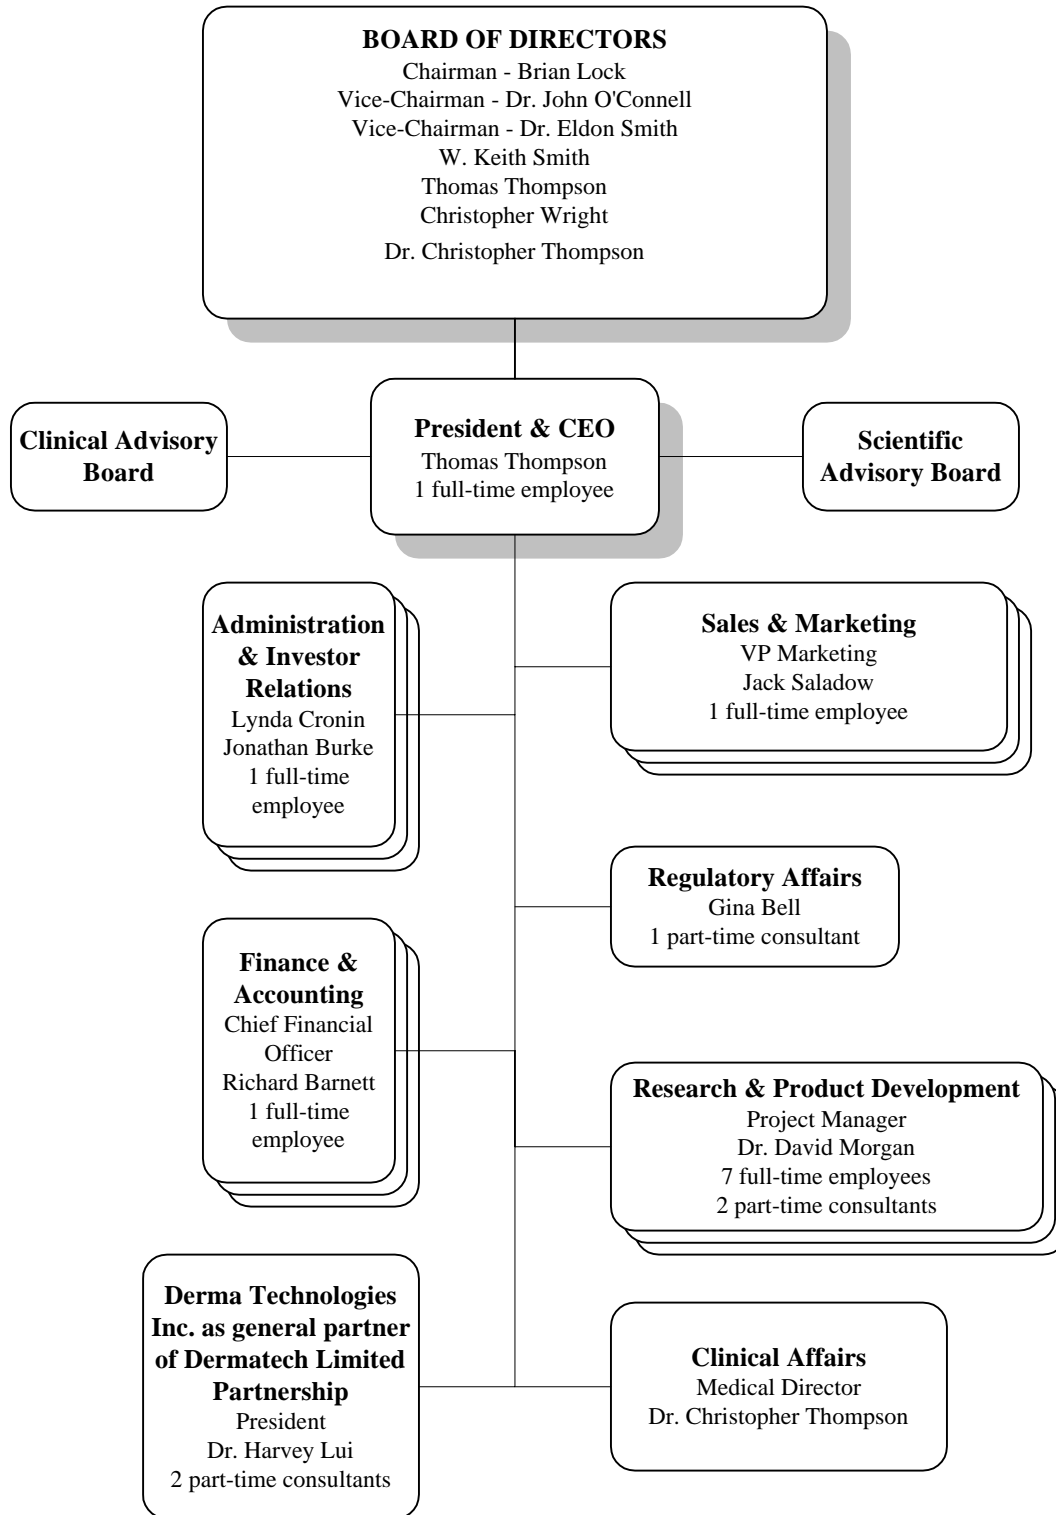 BOARD OF DIRECTORS
Chairman - Brian Lock
Vice-Chairman - Dr. John O'Connell
Vice-Chairman - Dr. Eldon Smith
W. Keith Smith
Thomas Thompson
Christopher Wright
Dr. Christopher Thompson
Clinical Advisory
Board
President & CEO
Thomas Thompson
1 full-time employee
Scientific
Advisory Board
Administration
& Investor
Relations
Lynda Cronin
Jonathan Burke
1 full-time
employee
Sales & Marketing
VP Marketing
Jack Saladow
1 full-time employee
Regulatory Affairs
Gina Bell
1 part-time consultant
Finance &
Accounting
Chief Financial
Officer
Richard Barnett
1 full-time
employee
Research & Product Development
Project Manager
Dr. David Morgan
7 full-time employees
2 part-time consultants
Derma Technologies
Inc. as general partner
of Dermatech Limited
Partnership
President
Dr. Harvey Lui
2 part-time consultants
Clinical Affairs
Medical Director
Dr. Christopher Thompson